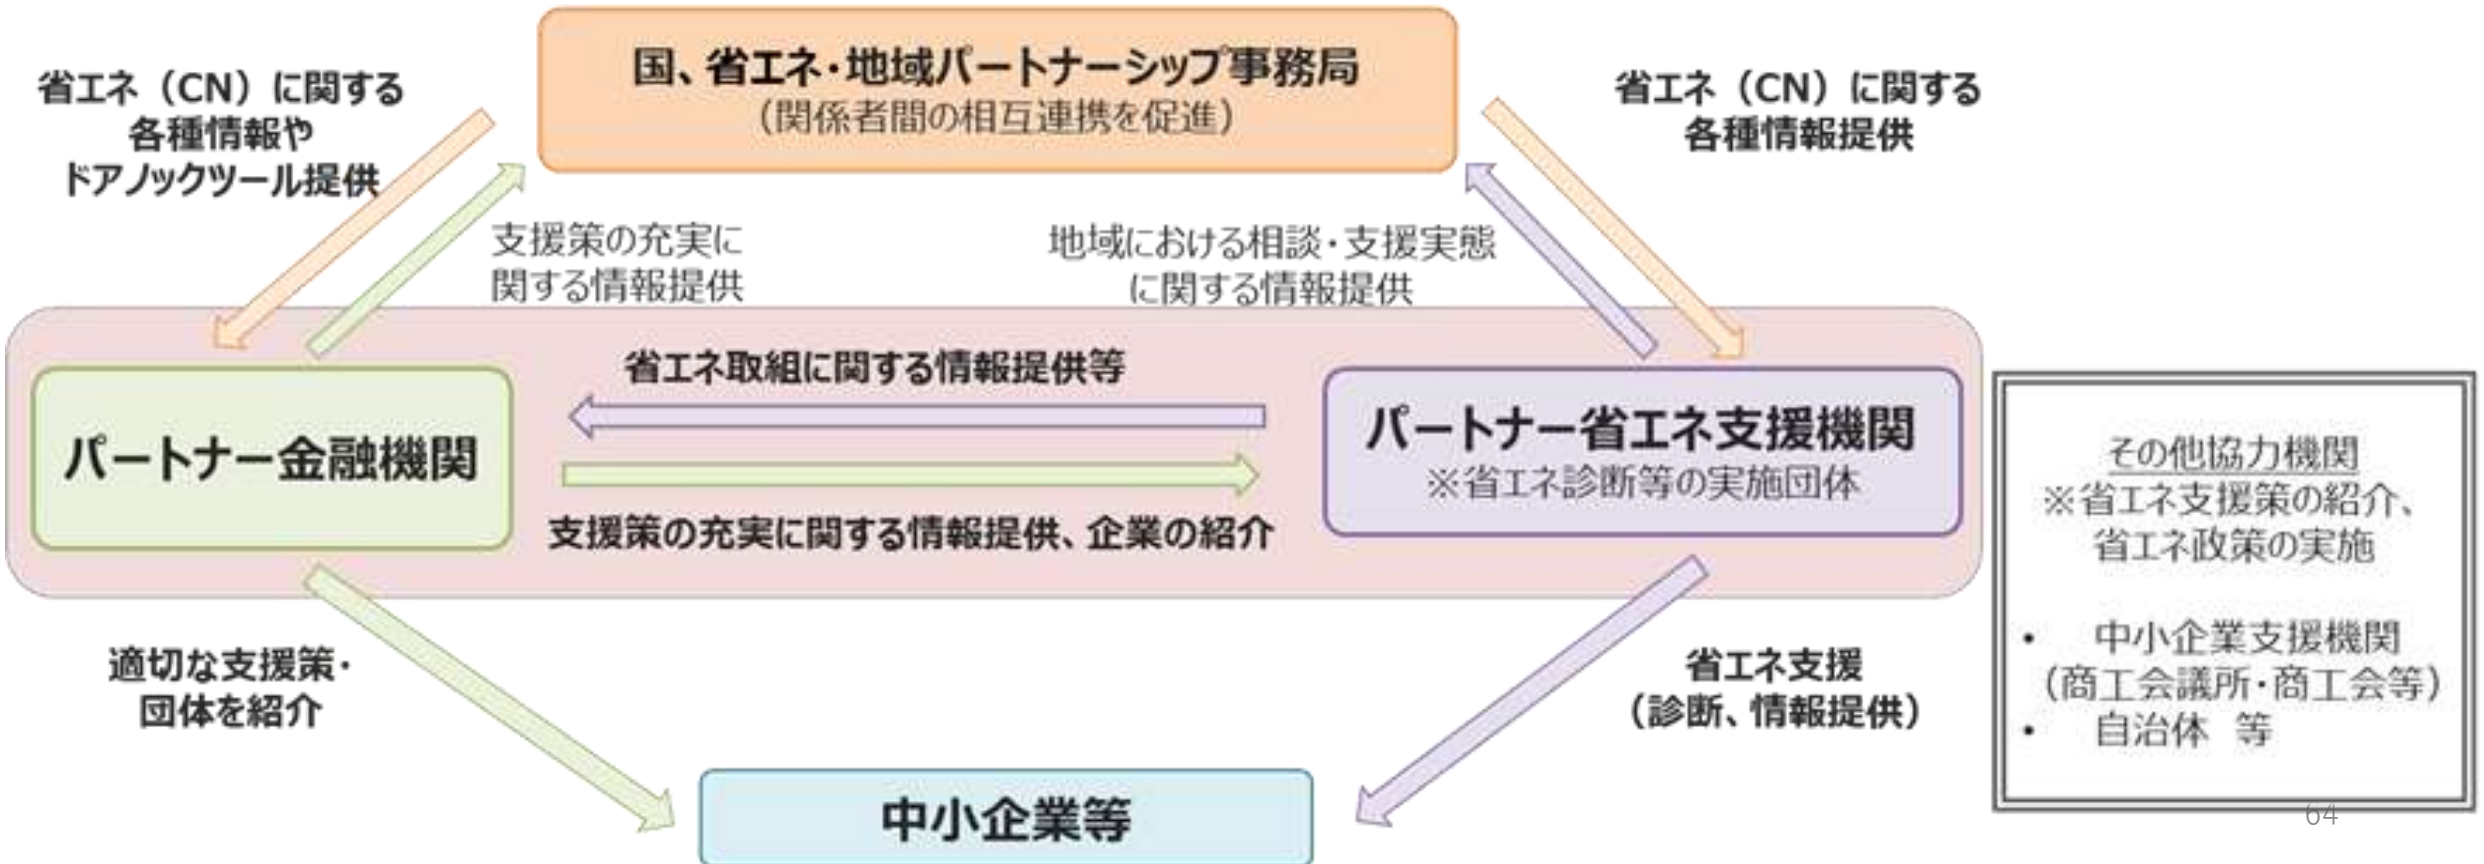 国、省エネ・地域パートナーシップ事務局
（関係者間の相互連携を促進）
省エネ（CN）に関する
各種情報や
ドアノックツール提供
省エネ（CN）に関する
各種情報提供
支援策の充実に
関する情報提供
地域における相談・支援実態
に関する情報提供
省エネ取組に関する情報提供等
パートナー金融機関
パートナー省エネ支援機関
※省エネ診断等の実施団体
支援策の充実に関する情報提供、企業の紹介
その他協力機関
※省エネ支援策の紹介、
省エネ政策の実施
• 中小企業支援機関
（商工会議所・商工会等）
• 自治体 等
適切な支援策・
団体を紹介
省エネ支援
（診断、情報提供）
中小企業等
64